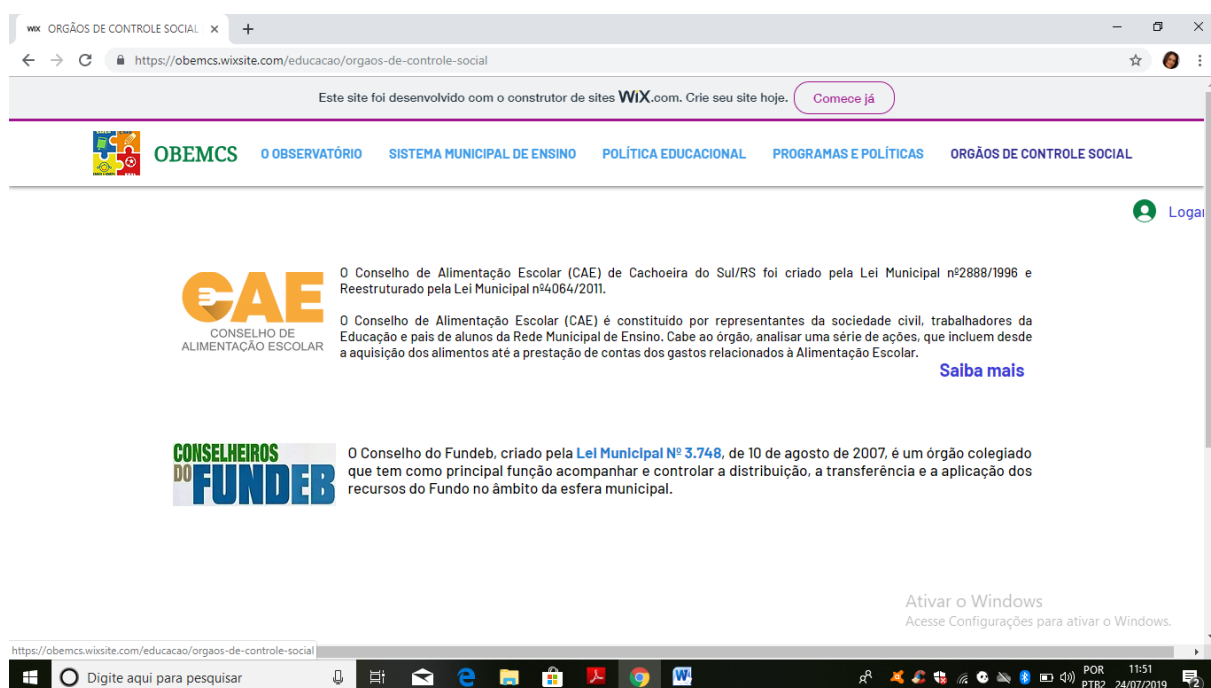 WIX ORGÃOS DE CONTROLE SOCIAL
https://obemcs.wixsite.com/educacao/orgaos-de-controle-social
Este site foi desenvolvido com o construtor de sites WiX.com. Crie seu site hoje. Comece já
OBEMCS O OBSERVATÓRIO SISTEMA MUNICIPAL DE ENSINO POLÍTICA EDUCACIONAL PROGRAMAS E POLÍTICAS ORGÃOS DE CONTROLE SOCIAL
Logar
CAE
CONSELHO DE
ALIMENTAÇÃO ESCOLAR
O Conselho de Alimentação Escolar (CAE) de Cachoeira do Sul/RS foi criado pela Lei Municipal nº2888/1996 e
Reestruturado pela Lei Municipal nº4064/2011.
O Conselho de Alimentação Escolar (CAE) é constituído por representantes da sociedade civil, trabalhadores da
Educação e pais de alunos da Rede Municipal de Ensino. Cabe ao órgão, analisar uma série de ações, que incluem desde
a aquisição dos alimentos até a prestação de contas dos gastos relacionados à Alimentação Escolar.
Saiba mais
CONSELHEIROS
DO FUNDEB
O Conselho do Fundeb, criado pela Lei Municipal Nº 3.748, de 10 de agosto de 2007, é um órgão colegiado
que tem como principal função acompanhar e controlar a distribuição, a transferência e a aplicação dos
recursos do Fundo no âmbito da esfera municipal.
Ativar o Windows
Acesse Configurações para ativar o Windows.
https://obemcs.wixsite.com/educacao/orgaos-de-controle-social
Digite aqui para pesquisar
POR 11:51
PTB2 24/07/2019
2